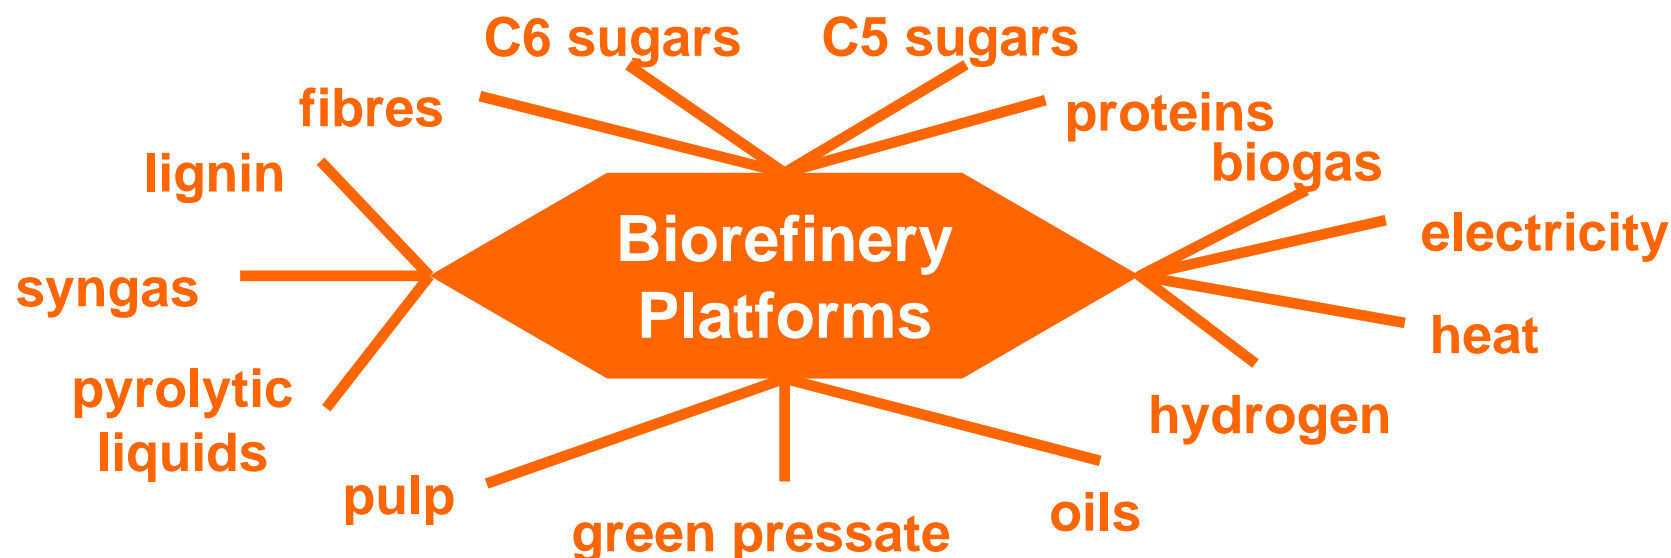 C6 sugars
C5 sugars
fibres
proteins
lignin
biogas
Biorefinery
Platforms
electricity
syngas
heat
pyrolytic
liquids
hydrogen
pulp
green pressate
oils